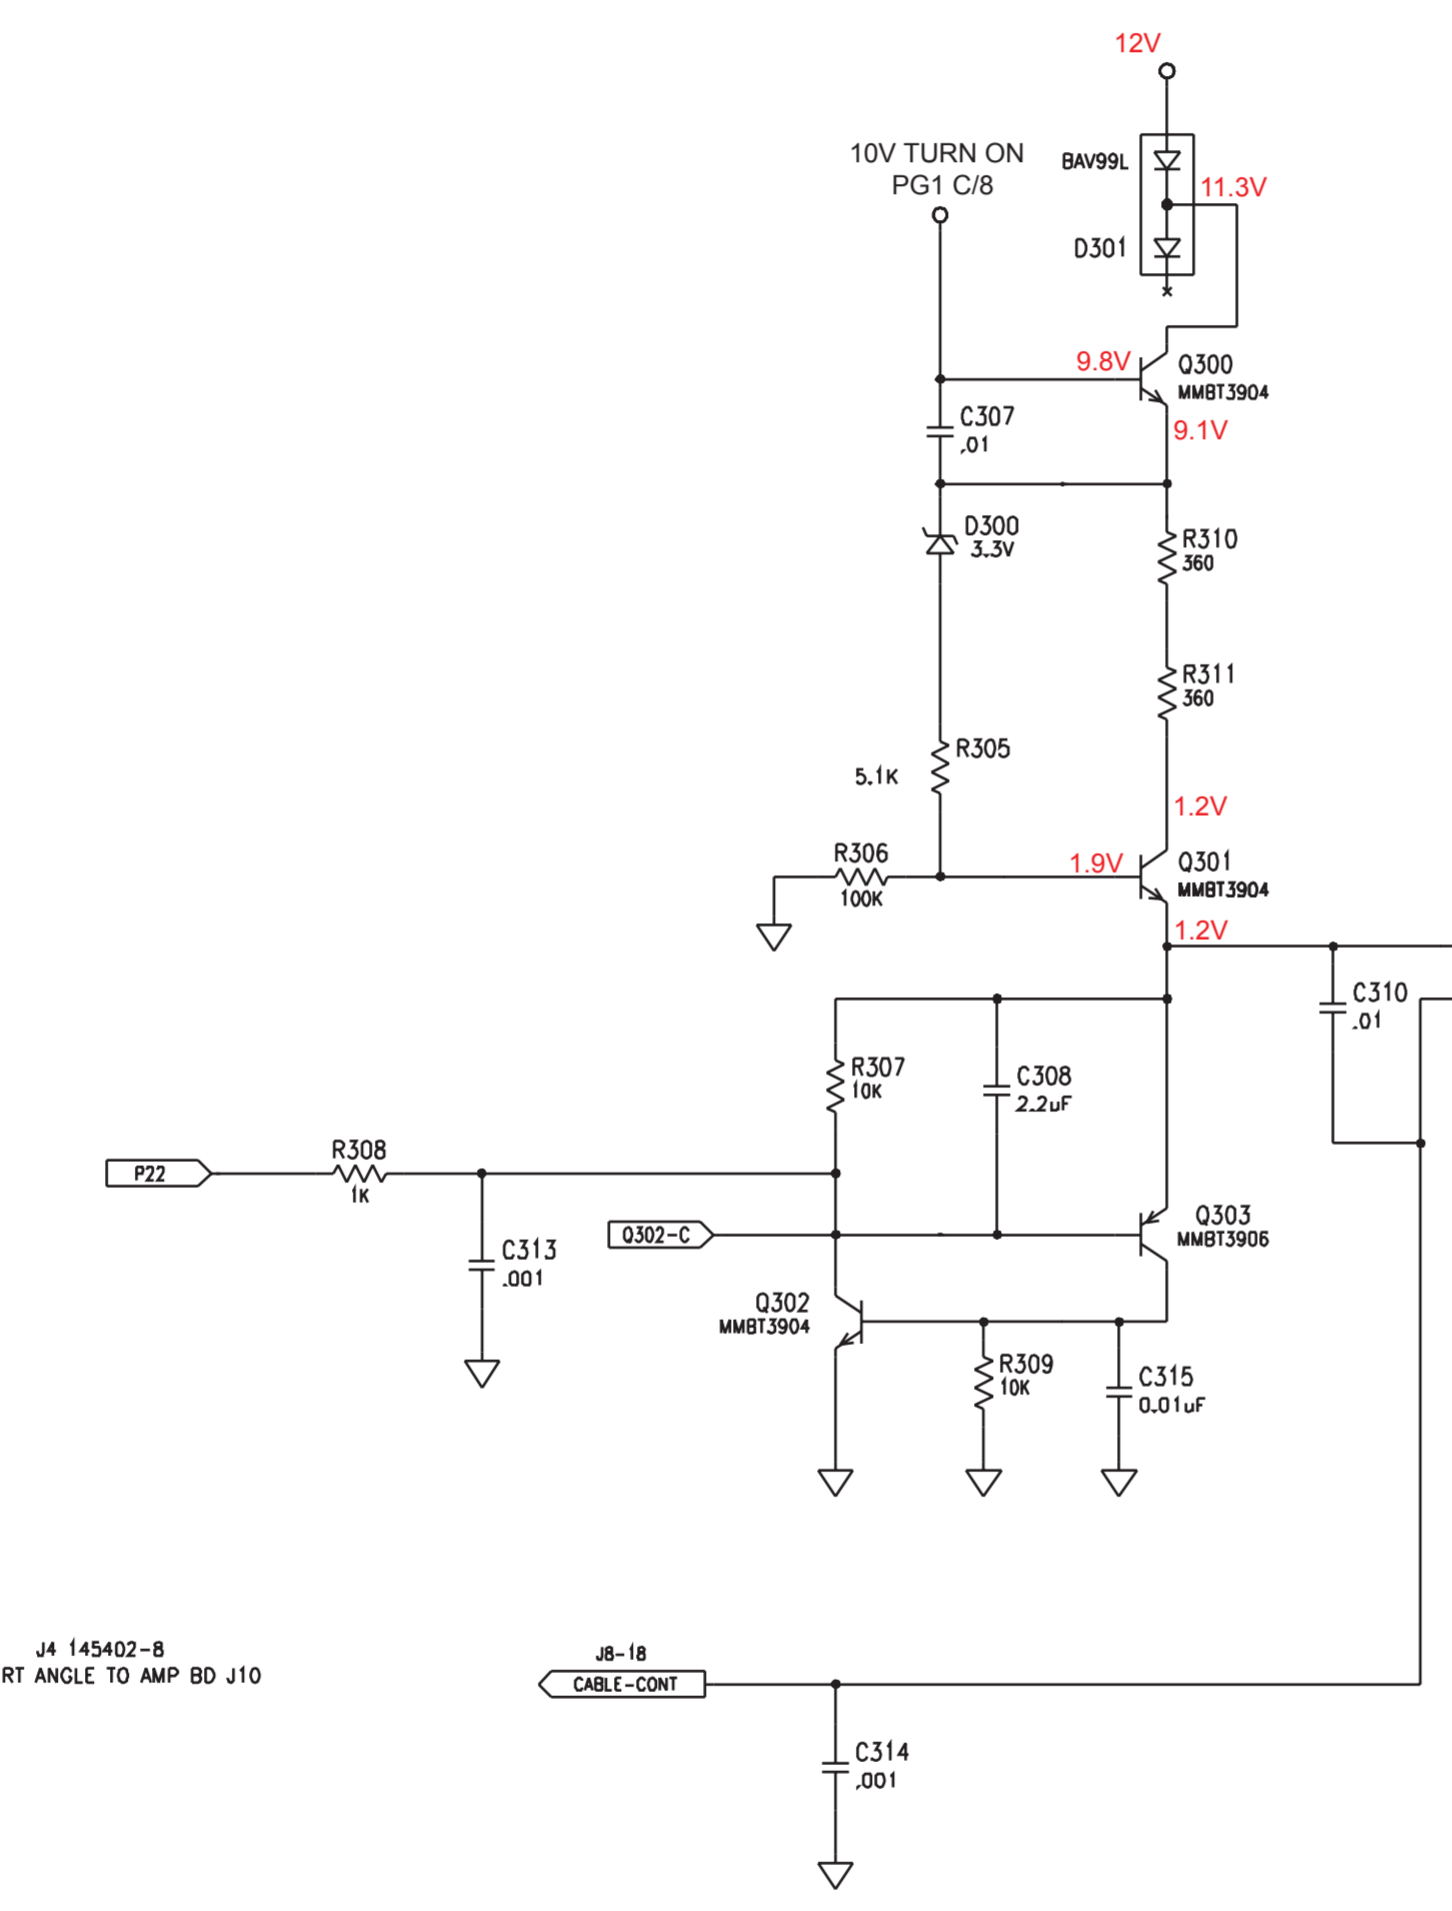 12V
10V TURN ON
PG1 C/8
BAV99L
11.3V
D301
9.8V
Q300
MMBT3904
C307
.01
9.1V
D300
3.3V
R310
360
R311
360
R305
5.1K
1.2V
R306
100K
1.9V
Q301
MMBT3904
1.2V
C310
.01
R307
10K
C308
2.2uF
R308
1K
P22
Q302-C
Q303
MMBT3906
C313
.001
Q302
MMBT3904
R309
10K
C315
0.01uF
J4 145402-8
RT ANGLE TO AMP BD J10
J8-18
CABLE-CONT
C314
.001